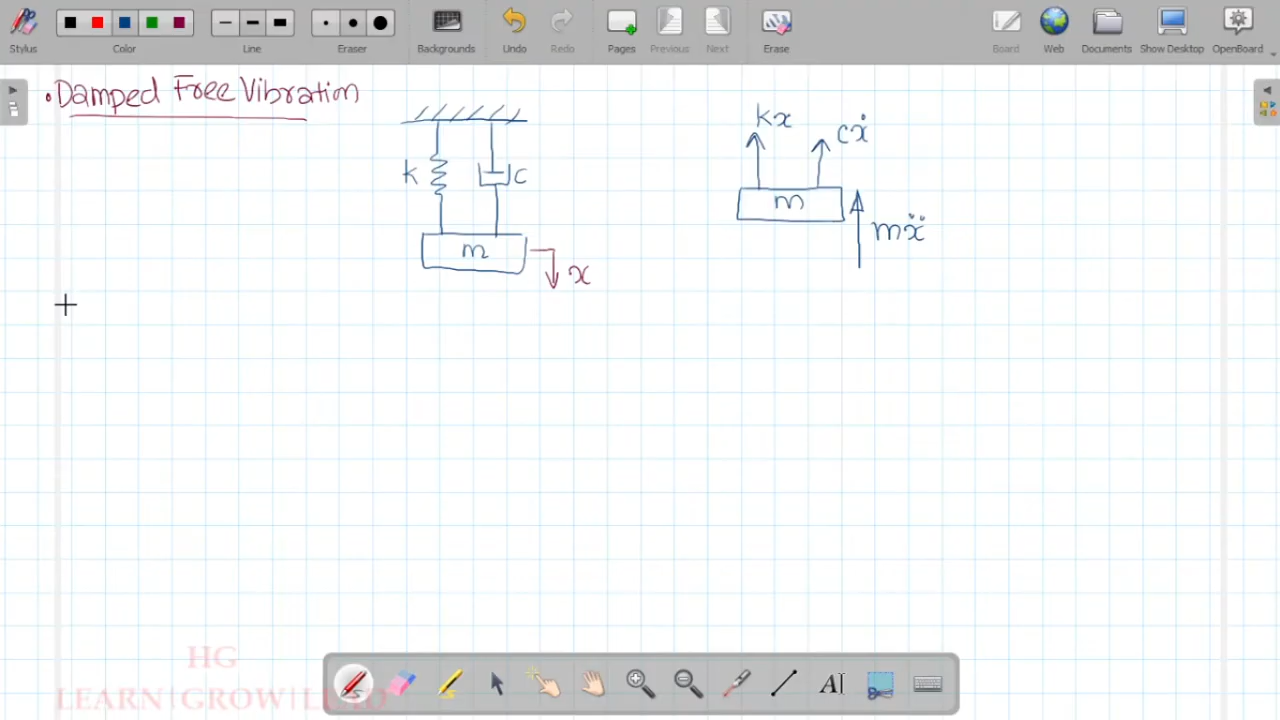 Stylus
Color
Line
Eraser
Backgrounds
Undo
Redo
Pages
Previous
Next
Erase
Board
Web
Documents
Show Desktop
OpenBoard
• Damped Free Vibration
k
c
m
x
kx
cẋ
m
mẍ
HG
LEARN GROW